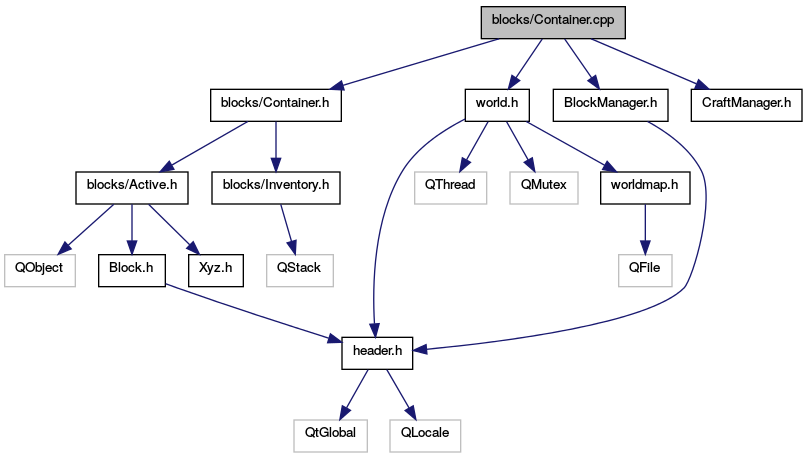 blocks/Container.cpp
blocks/Container.h
world.h
BlockManager.h
CraftManager.h
blocks/Active.h
blocks/Inventory.h
QThread
QMutex
worldmap.h
QObject
Block.h
Xyz.h
QStack
QFile
header.h
QtGlobal
QLocale